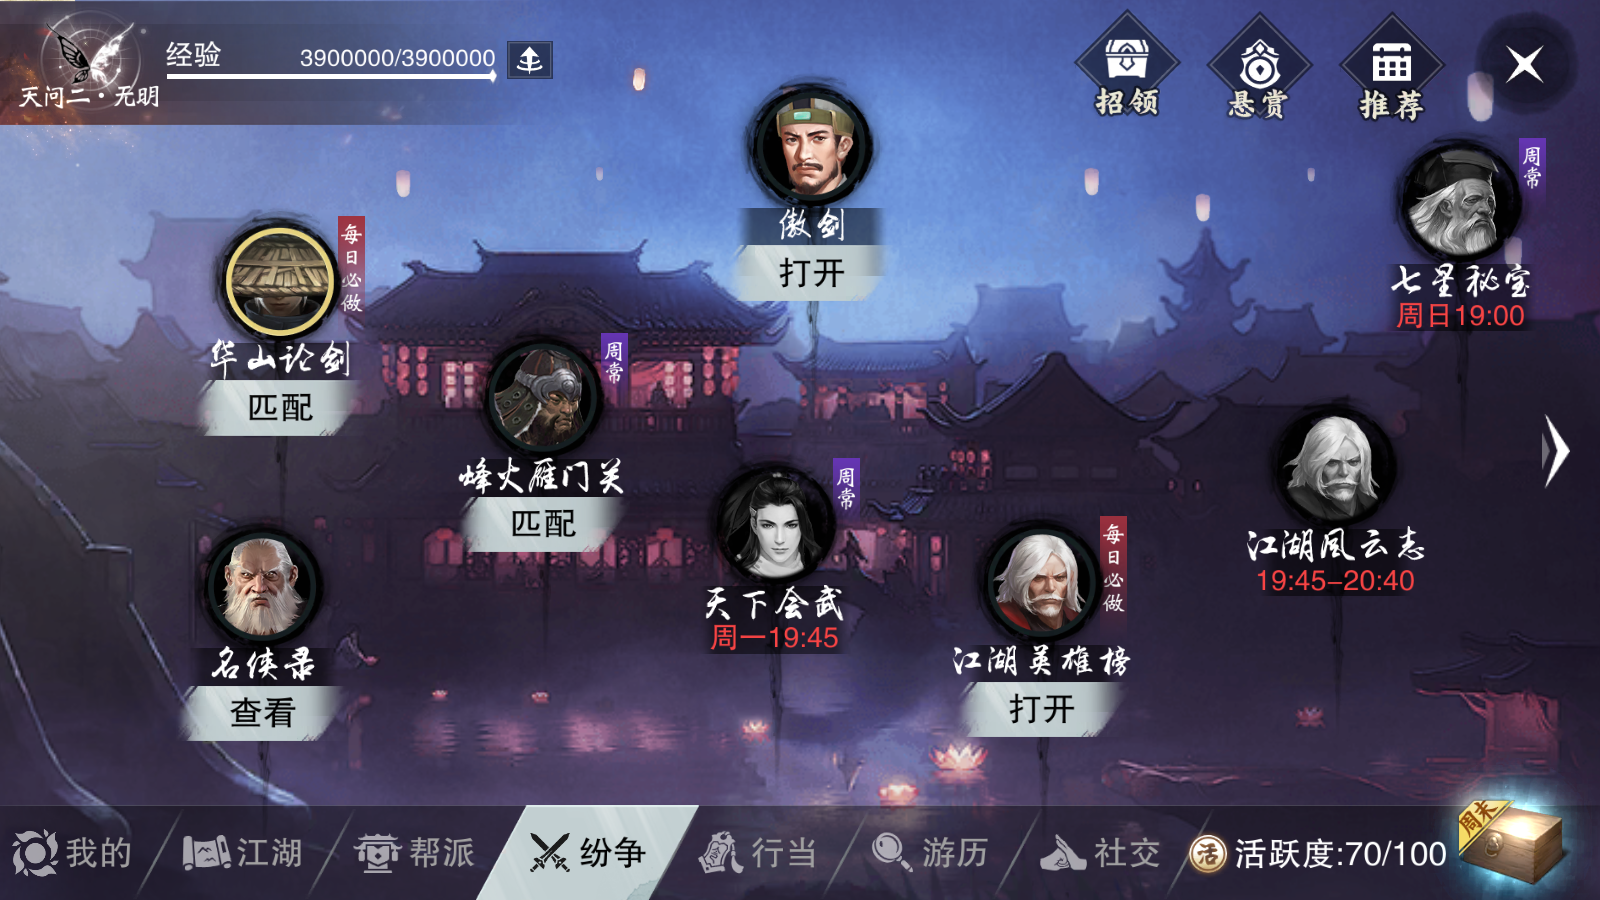 经验 3900000/3900000
天问二·无明
招领
悬赏
推荐
傲剑
打开
周常
七星秘宝
周日19:00
每日必做
华山论剑
匹配
周常
烽火雁门关
匹配
周常
天下会武
周一19:45
江湖风云志
19:45-20:40
每日必做
江湖英雄榜
打开
名侠录
查看
我的
江湖
帮派
纷争
行当
游历
社交
活
活跃度:70/100
周末